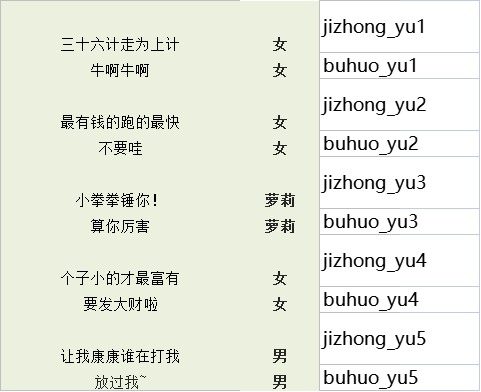 jizhong_yu1
三十六计走为上计 女
牛啊牛啊 女 buhuo_yu1
jizhong_yu2
最有钱的跑的最快 女
不要哇 女 buhuo_yu2
jizhong_yu3
小拳拳锤你！ 萝莉
算你厉害 萝莉 buhuo_yu3
jizhong_yu4
个子小的才最富有 女
要发大财啦 女 buhuo_yu4
jizhong_yu5
让我康康谁在打我 男
放过我~ 男 buhuo_yu5